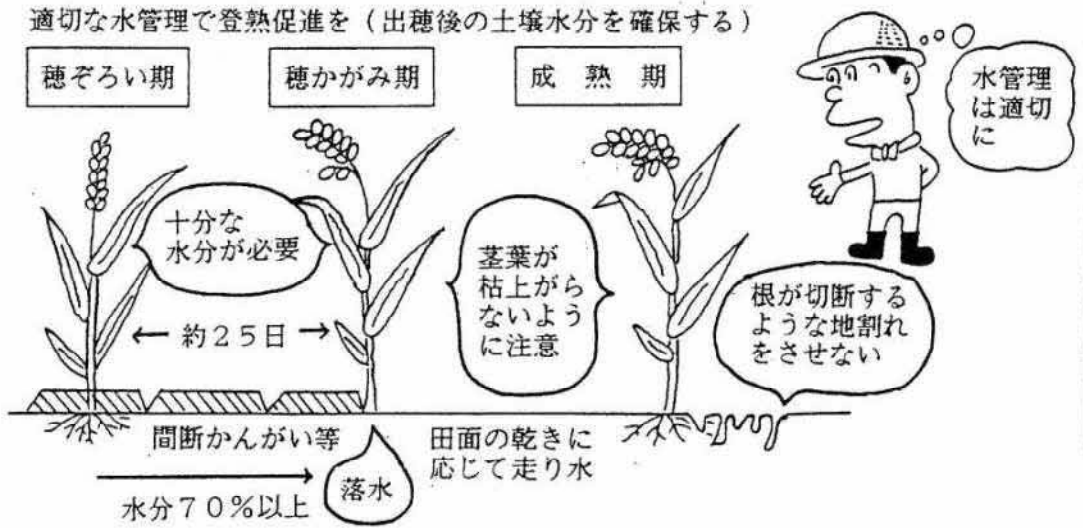 適切な水管理で登熟促進を（出穂後の土壌水分を確保する）
穂ぞろい期
穂かがみ期
成熟期
水管理
は適切
に
十分な
水分が必要
茎葉が
枯上がら
ないよう
に注意
根が切断する
ような地割れ
をさせない
← 約25日 →
間断かんがい等
田面の乾きに
応じて走り水
落水
水分70％以上